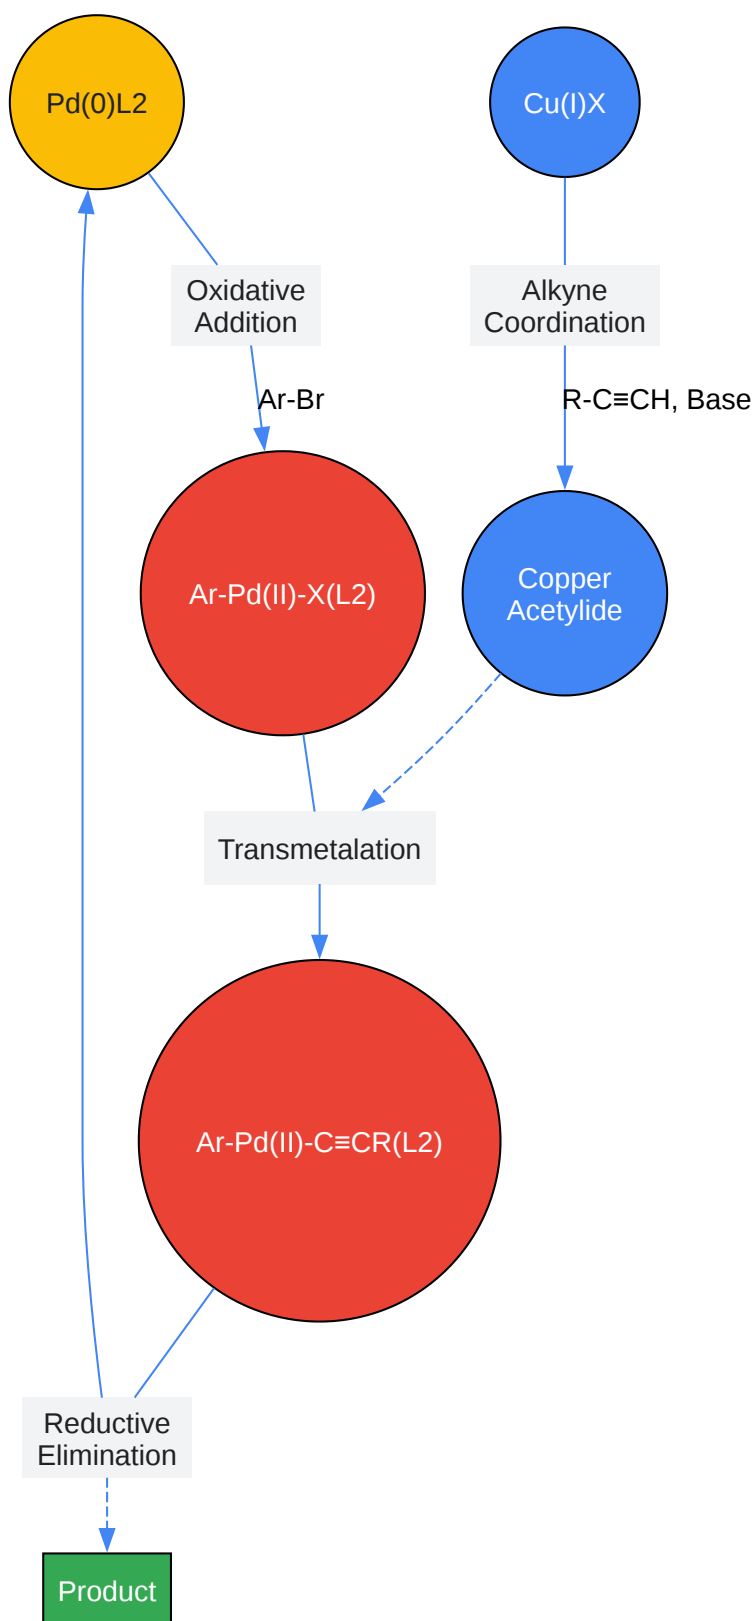 Pd(0)L2
Cu(I)X
Oxidative
Addition
Alkyne
Coordination
Ar-Br
R-C≡CH, Base
Ar-Pd(II)-X(L2)
Copper
Acetylide
Transmetalation
Ar-Pd(II)-C≡CR(L2)
Reductive
Elimination
Product